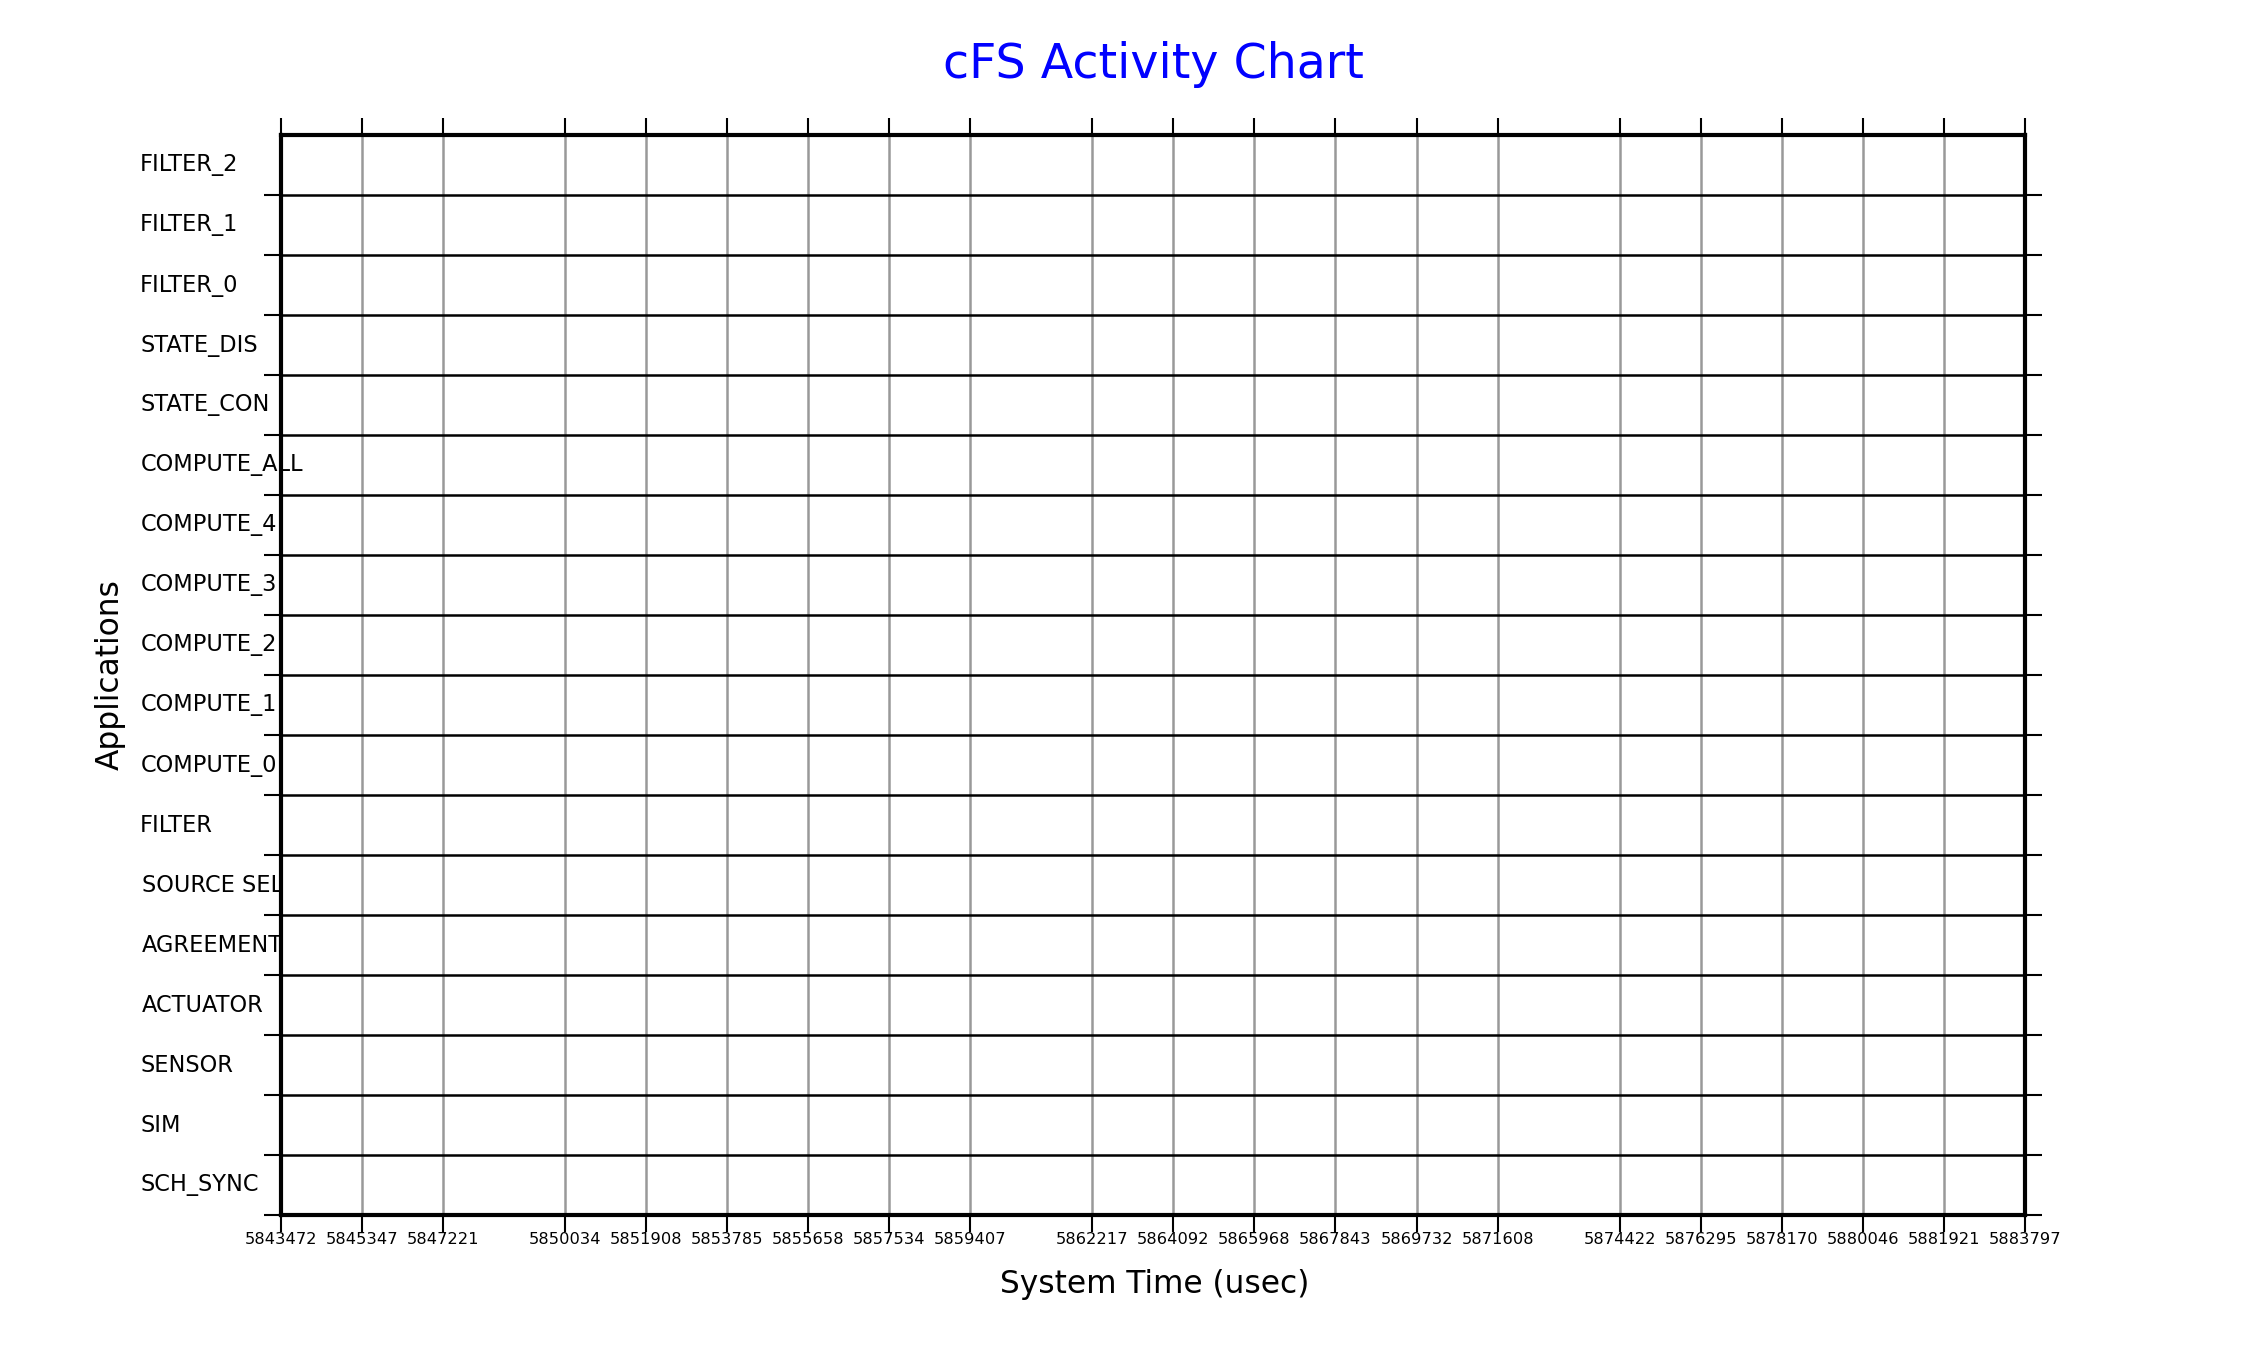 cFS Activity Chart
FILTER_2
FILTER_1
FILTER_0
STATE_DIS
STATE_CON
COMPUTE_ALL
COMPUTE_4
COMPUTE_3
COMPUTE_2
COMPUTE_1
COMPUTE_0
FILTER
SOURCE SEL
AGREEMENT
ACTUATOR
SENSOR
SIM
SCH_SYNC
Applications
5843472 5845347 5847221 5850034 5851908 5853785 5855658 5857534 5859407 5862217 5864092 5865968 5867843 5869732 5871608 5874422 5876295 5878170 5880046 5881921 5883797
System Time (usec)